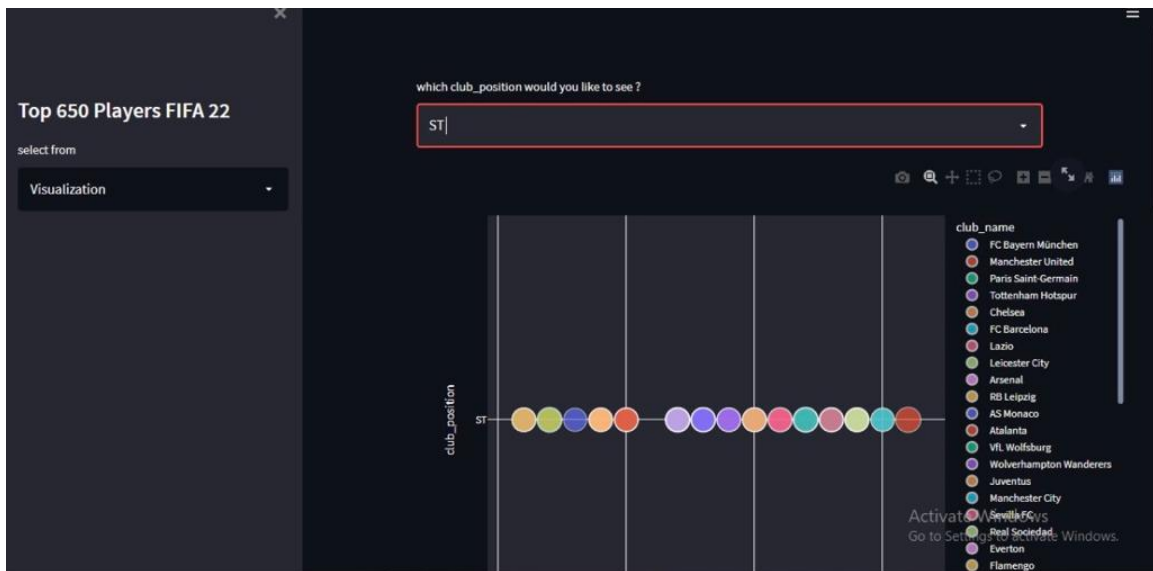 Top 650 Players FIFA 22
select from
Visualization
which club_position would you like to see ?
ST
club_position
ST
club_name
FC Bayern München
Manchester United
Paris Saint-Germain
Tottenham Hotspur
Chelsea
FC Barcelona
Lazio
Leicester City
Arsenal
RB Leipzig
AS Monaco
Atalanta
VfL Wolfsburg
Wolverhampton Wanderers
Juventus
Manchester City
Sevilla FC
Real Sociedad
Everton
Flamengo
Activate Windows
Go to Settings to activate Windows.